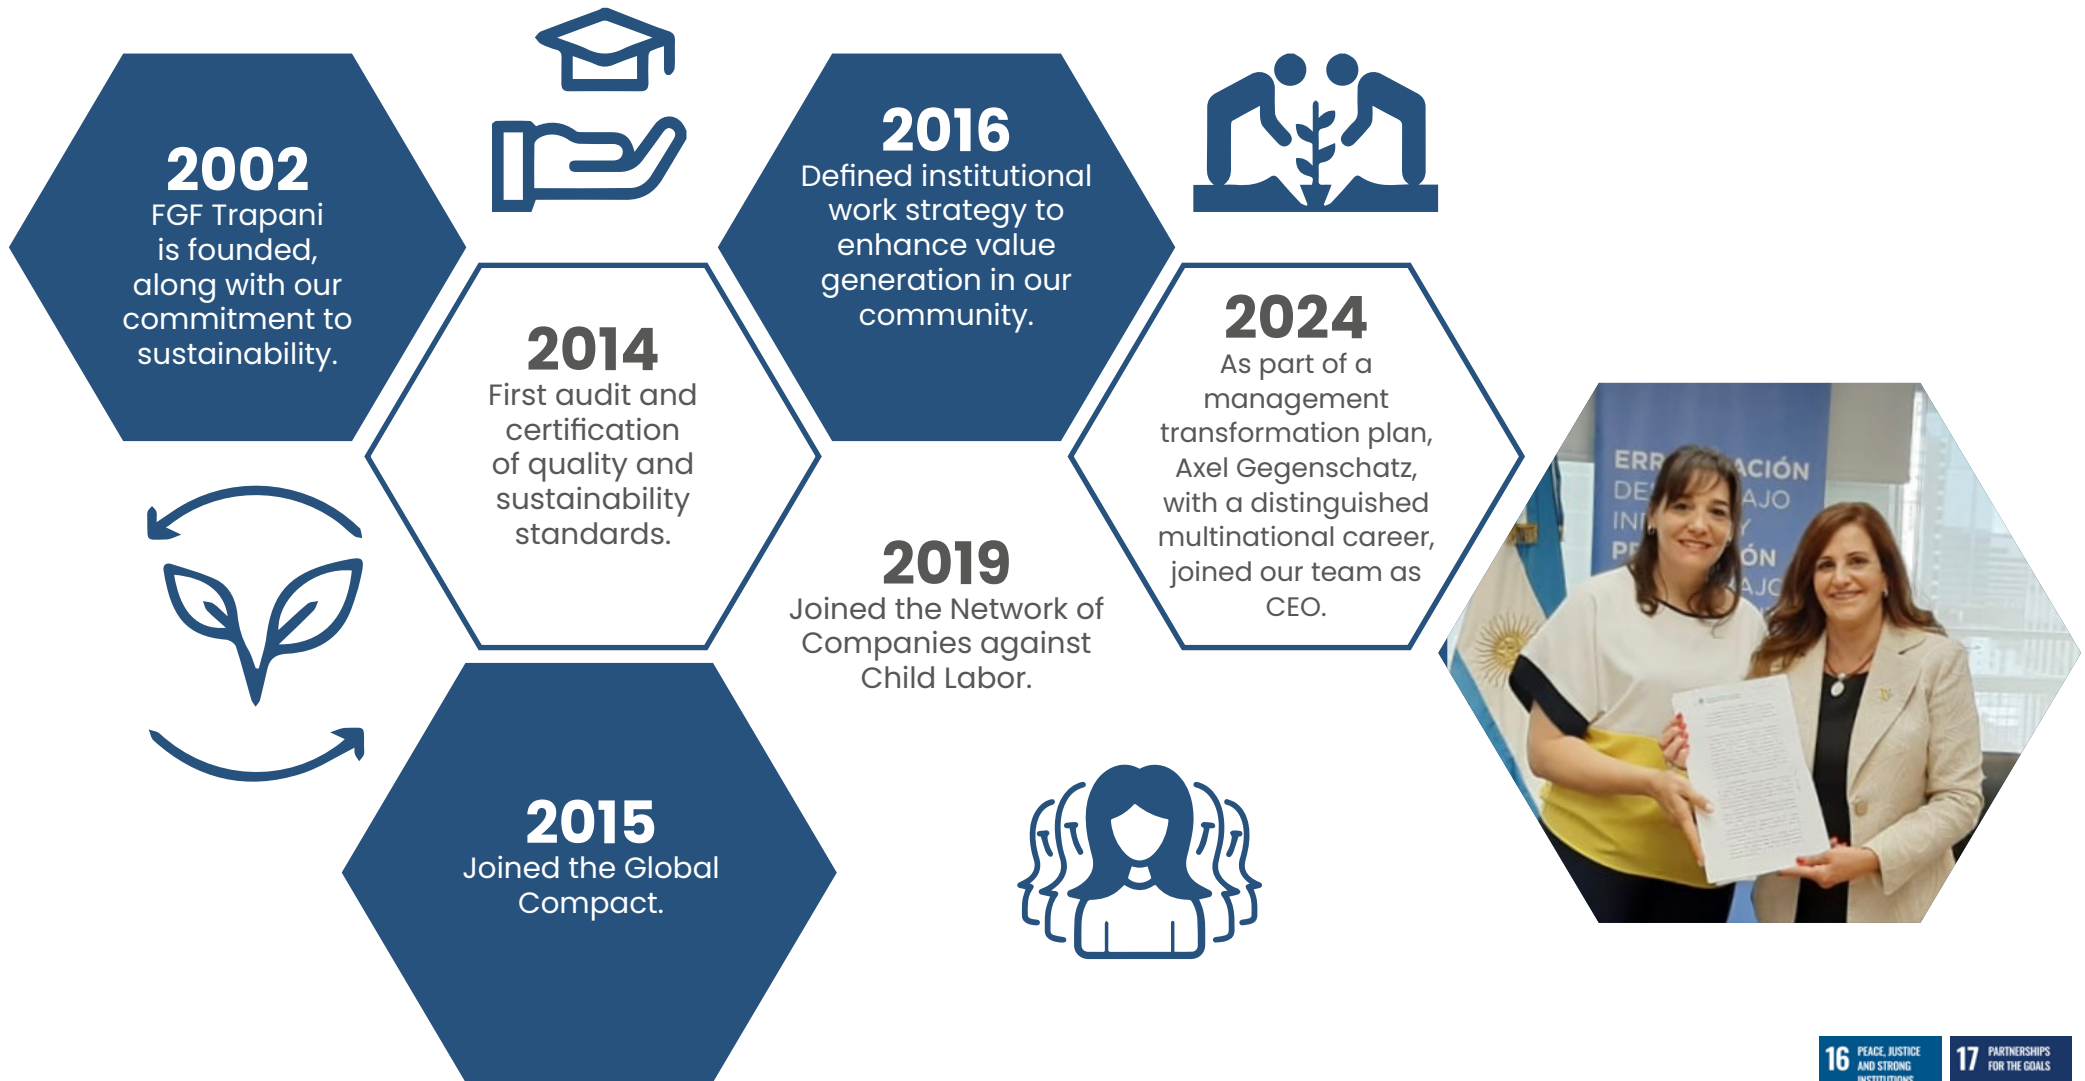 2002
FGF Trapani
is founded,
along with our
commitment to
sustainability.
2014
First audit and
certification
of quality and
sustainability
standards.
2015
Joined the Global
Compact.
2016
Defined institutional
work strategy to
enhance value
generation in our
community.
2019
Joined the Network of
Companies against
Child Labor.
2024
As part of a
management
transformation plan,
Axel Gegenschatz,
with a distinguished
multinational career,
joined our team as
CEO.
16 PEACE, JUSTICE
AND STRONG
INSTITUTIONS
17 PARTNERSHIPS
FOR THE GOALS